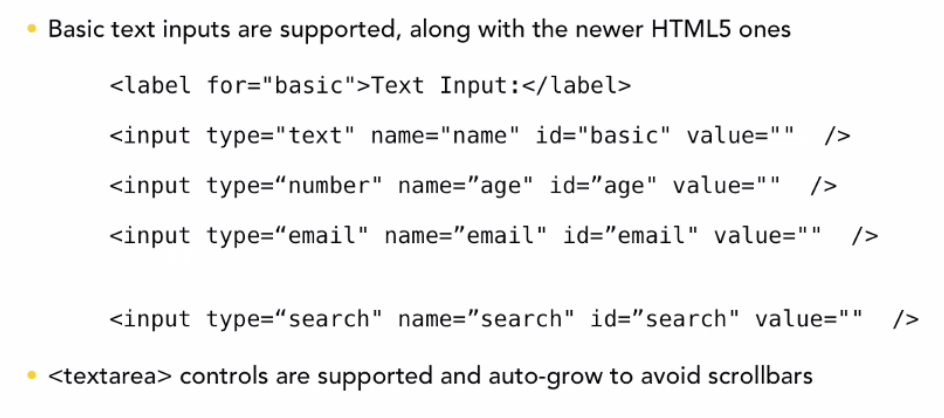 • Basic text inputs are supported, along with the newer HTML5 ones
<label for="basic">Text Input:</label>
<input type="text" name="name" id="basic" value=""  />
<input type=“number" name=”age" id=”age" value=""  />
<input type=“email" name=”email" id=”email" value=""  />
<input type=“search" name=”search" id=”search" value=""  />
• <textarea> controls are supported and auto-grow to avoid scrollbars